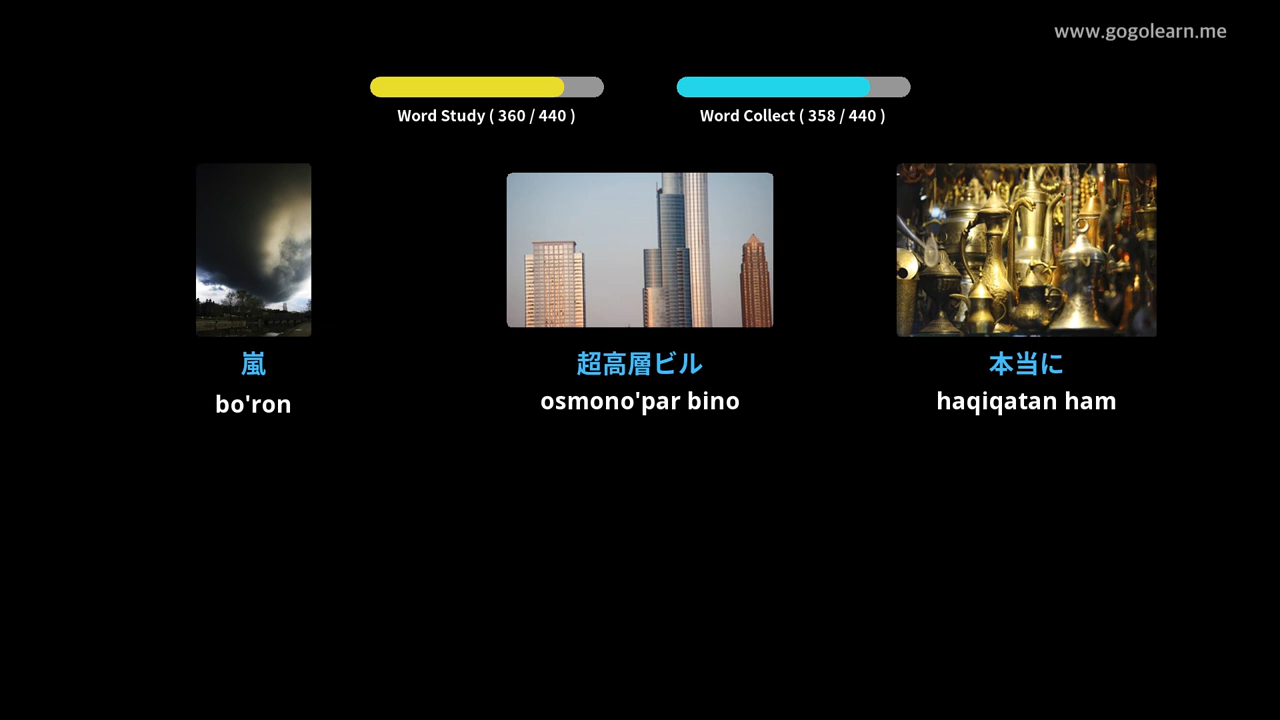 www.gogolearn.me
Word Study ( 360 / 440 )
Word Collect ( 358 / 440 )
嵐
bo'ron
超高層ビル
osmono'par bino
本当に
haqiqatan ham